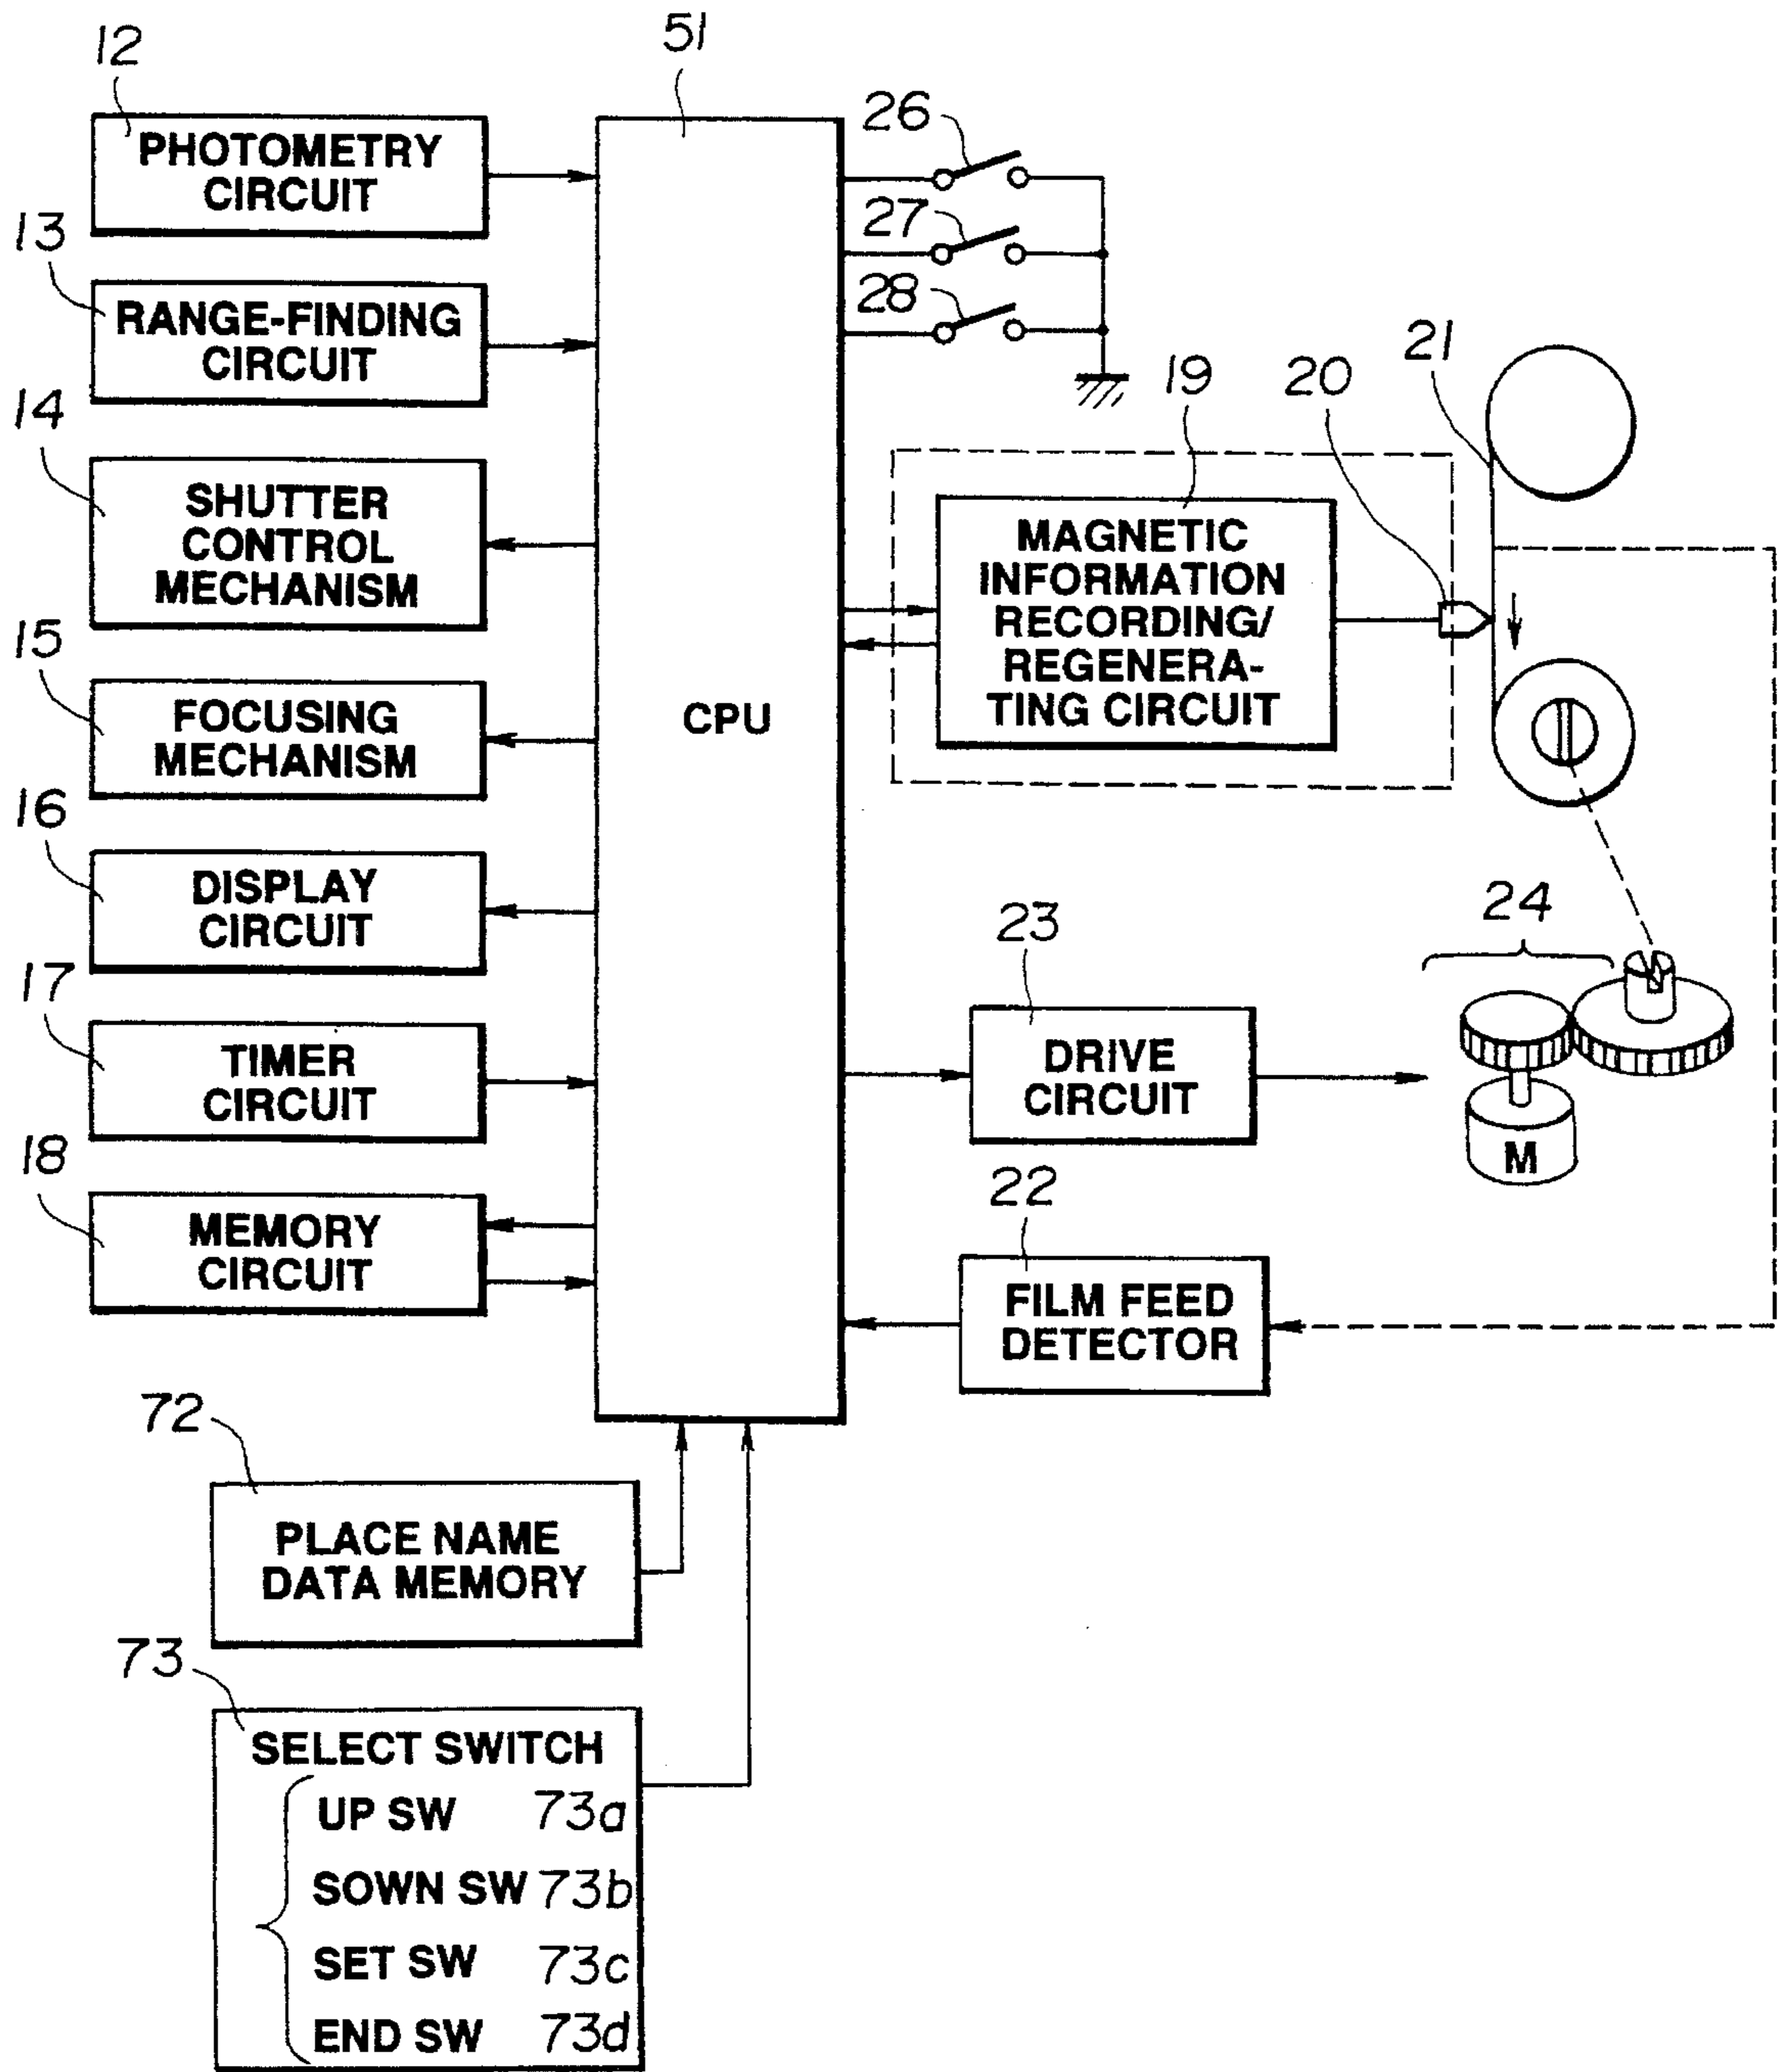 12
PHOTOMETRY
CIRCUIT
13
RANGE-FINDING
CIRCUIT
14
SHUTTER
CONTROL
MECHANISM
15
FOCUSING
MECHANISM
16
DISPLAY
CIRCUIT
17
TIMER
CIRCUIT
18
MEMORY
CIRCUIT
51
CPU
26
27
28
19
MAGNETIC
INFORMATION
RECORDING/
REGENERA-
TING CIRCUIT
20
21
23
DRIVE
CIRCUIT
24
M
22
FILM FEED
DETECTOR
72
PLACE NAME
DATA MEMORY
73
SELECT SWITCH
UP SW 73a
SOWN SW 73b
SET SW 73c
END SW 73d